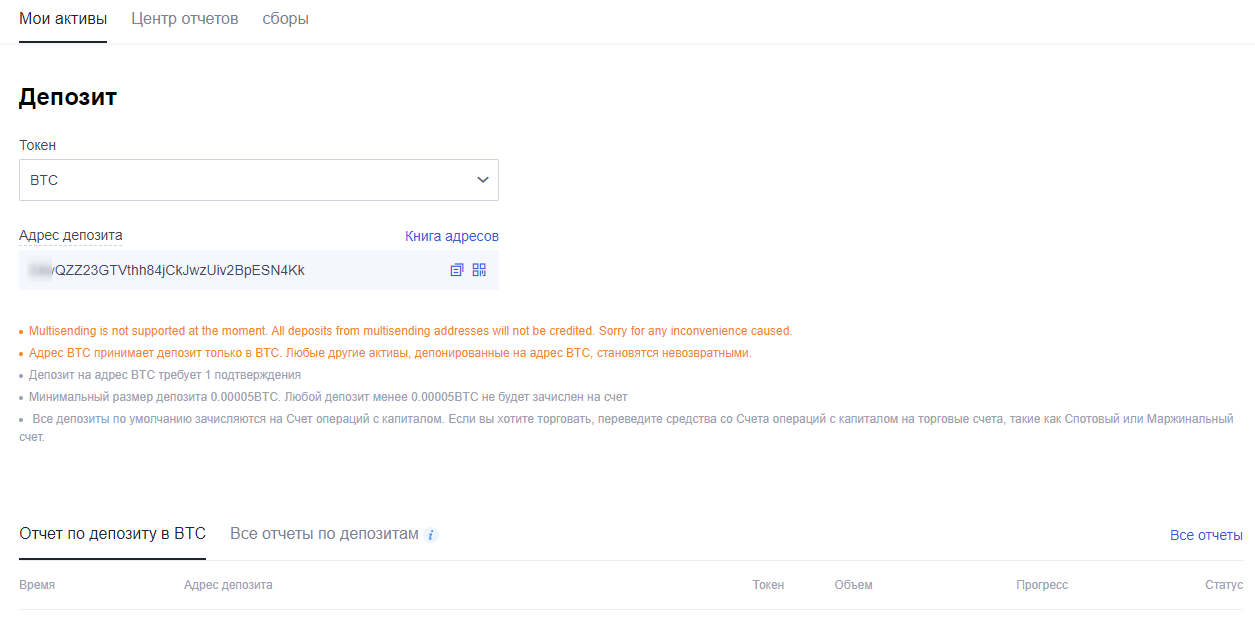 Мои активы Центр отчетов сборы
Депозит
Токен
BTC
Адрес депозита Книга адресов
QZZ23GTVthh84jCkJwzUiv2BpESN4Kk
Multisending is not supported at the moment. All deposits from multisending addresses will not be credited. Sorry for any inconvenience caused.
Адрес BTC принимает депозит только в BTC. Любые другие активы, депонированные на адрес BTC, становятся невозвратными.
Депозит на адрес BTC требует 1 подтверждения
Минимальный размер депозита 0.00005BTC. Любой депозит менее 0.00005BTC не будет зачислен на счет
Все депозиты по умолчанию зачисляются на Счет операций с капиталом. Если вы хотите торговать, переведите средства со Счета операций с капиталом на торговые счета, такие как Спотовый или Маржинальный
счет.
Отчет по депозиту в BTC Все отчеты по депозитам i Все отчеты
Время Адрес депозита Токен Объем Прогресс Статус